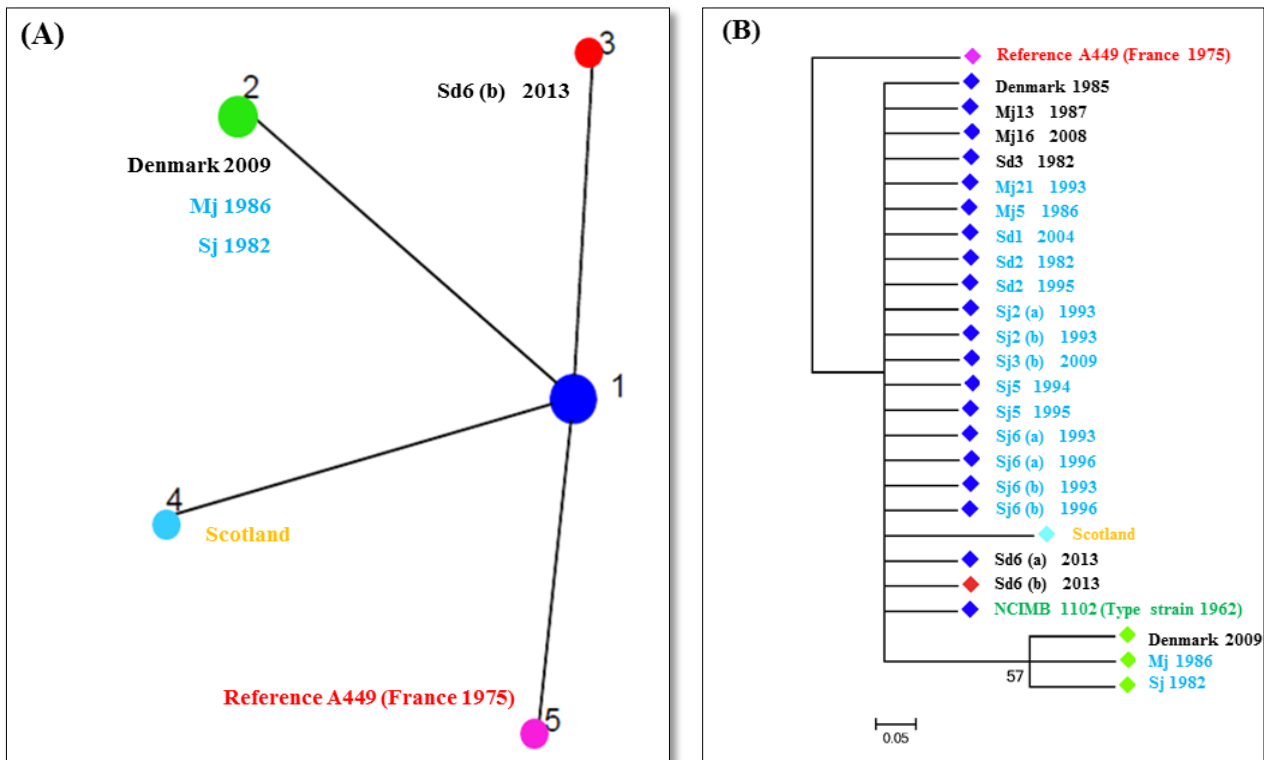 (A)
3
Sd6 (b) 2013
2
Denmark 2009
Mj 1986
Sj 1982
1
4
Scotland
Reference A449 (France 1975)
5
(B)
Reference A449 (France 1975)
Denmark 1985
Mj13 1987
Mj16 2008
Sd3 1982
Mj21 1993
Mj5 1986
Sd1 2004
Sd2 1982
Sd2 1995
Sj2 (a) 1993
Sj2 (b) 1993
Sj3 (b) 2009
Sj5 1994
Sj5 1995
Sj6 (a) 1993
Sj6 (a) 1996
Sj6 (b) 1993
Sj6 (b) 1996
Scotland
Sd6 (a) 2013
Sd6 (b) 2013
NCIMB 1102 (Type strain 1962)
Denmark 2009
Mj 1986
57
Sj 1982
0.05